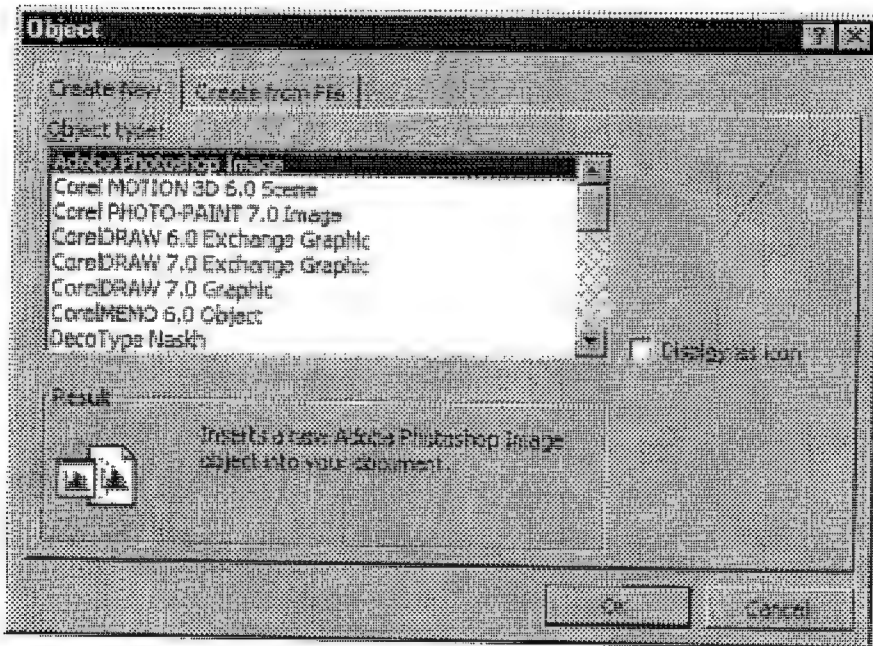 Object
? ×
Create New
Create from File
Object type:
Adobe Photoshop Image
Corel MOTION 3D 6.0 Scene
Corel PHOTO-PAINT 7.0 Image
CorelDRAW 6.0 Exchange Graphic
CorelDRAW 7.0 Exchange Graphic
CorelDRAW 7.0 Graphic
CorelMEMO 6.0 Object
DecoType Naskh
Display as icon
Result
Inserts a new Adobe Photoshop Image
object into your document.
OK
Cancel